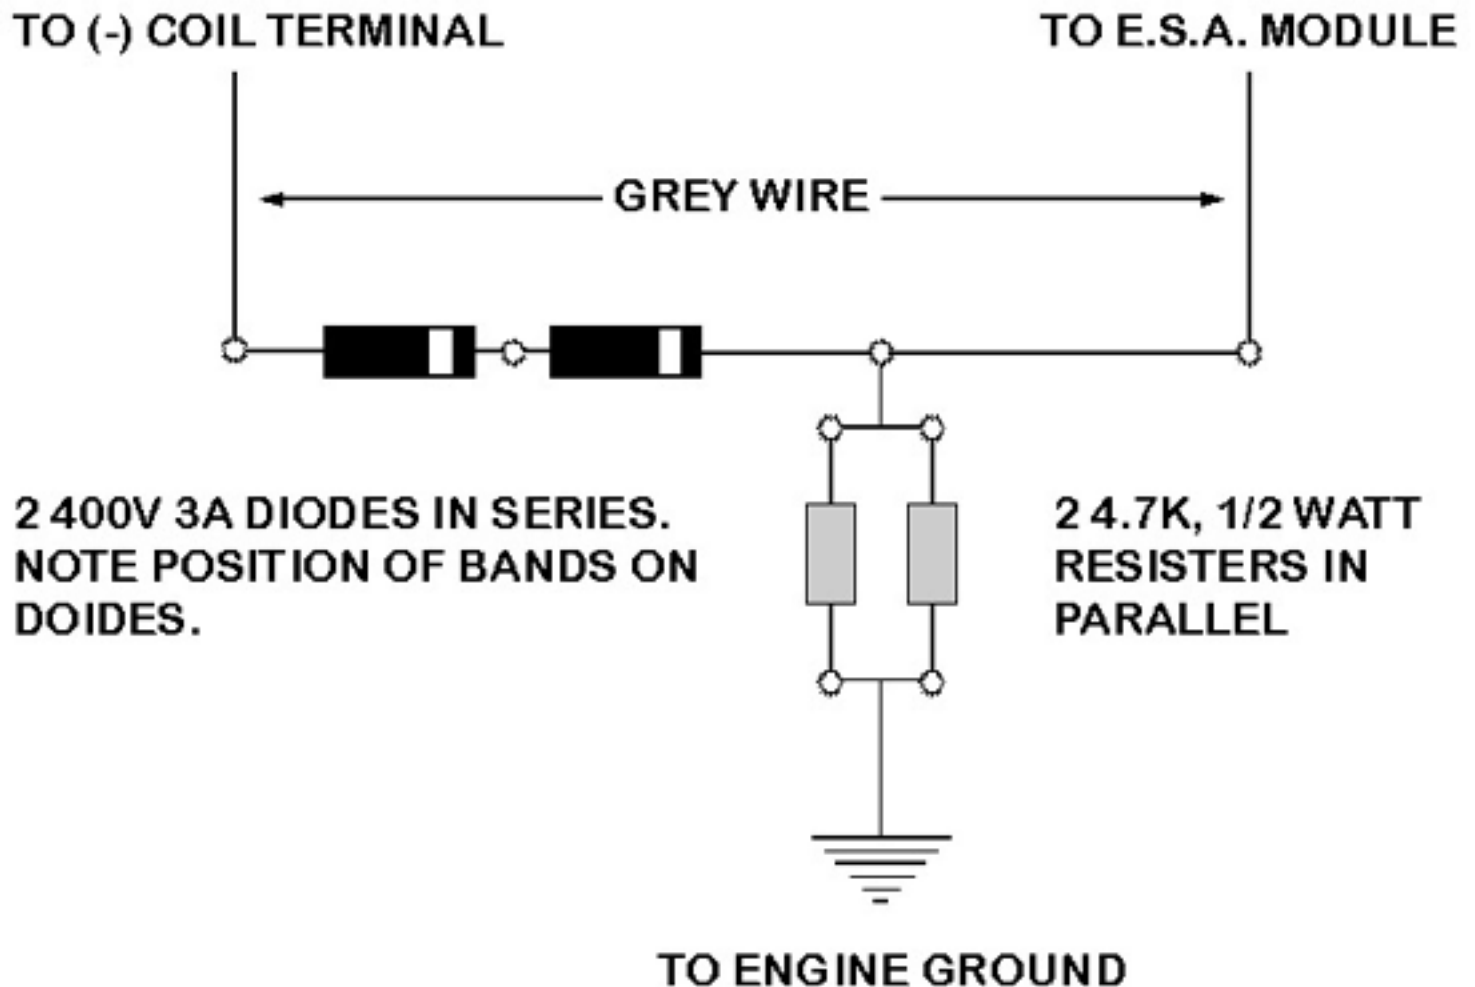 TO (-) COIL TERMINAL
TO E.S.A. MODULE
GREY WIRE
2 400V 3A DIODES IN SERIES.
NOTE POSITION OF BANDS ON
DOIDES.
2 4.7K, 1/2 WATT
RESISTERS IN
PARALLEL
TO ENGINE GROUND